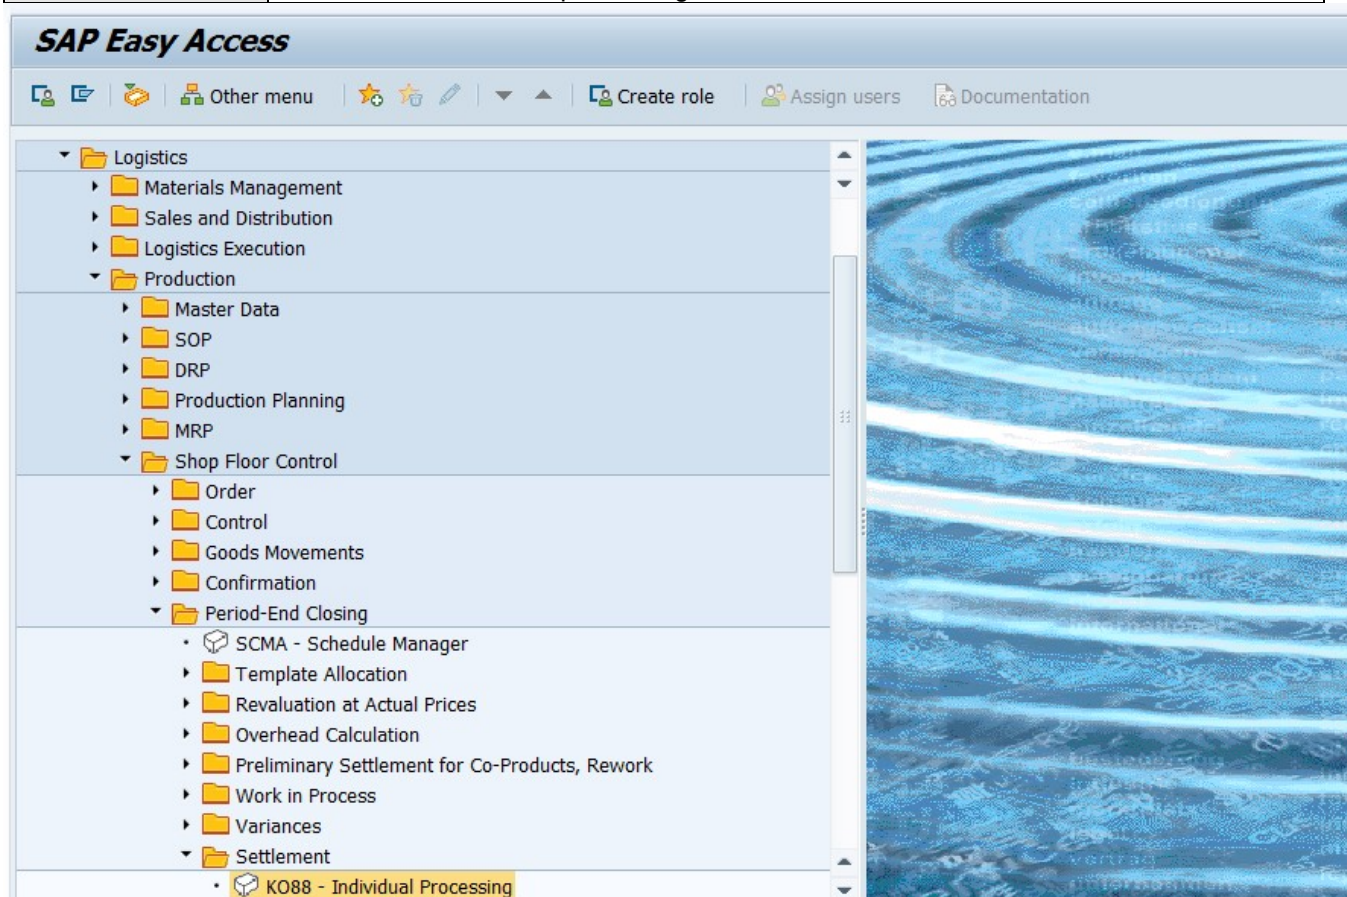 SAP Easy Access
Other menu Create role Assign users Documentation
Logistics
Materials Management
Sales and Distribution
Logistics Execution
Production
Master Data
SOP
DRP
Production Planning
MRP
Shop Floor Control
Order
Control
Goods Movements
Confirmation
Period-End Closing
SCMA - Schedule Manager
Template Allocation
Revaluation at Actual Prices
Overhead Calculation
Preliminary Settlement for Co-Products, Rework
Work in Process
Variances
Settlement
KO88 - Individual Processing